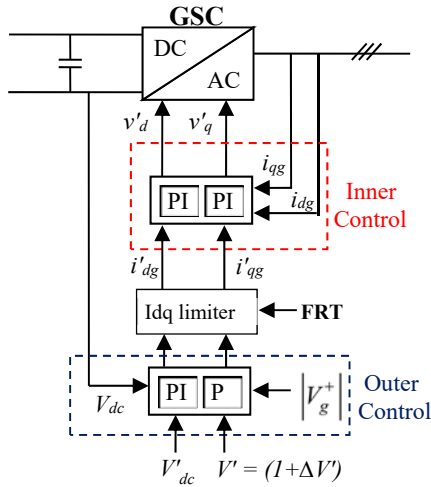 GSC
DC
AC
v'd v'q
iqg
idg
PI PI
Inner
Control
i'dg i'qg
Idq limiter
FRT
PI P
Vdc
|Vg+|
Outer
Control
V'dc V' = (1+ΔV')